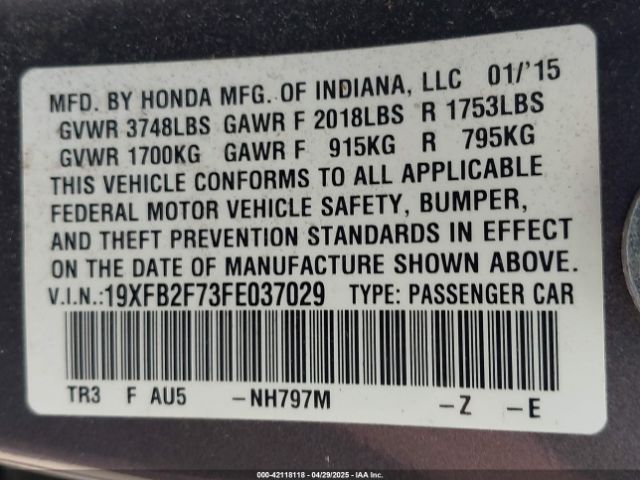 MFD. BY HONDA MFG. OF INDIANA, LLC 01/'15
GVWR 3748LBS GAWR F 2018LBS R 1753LBS
GVWR 1700KG GAWR F 915KG R 795KG
THIS VEHICLE CONFORMS TO ALL APPLICABLE
FEDERAL MOTOR VEHICLE SAFETY, BUMPER,
AND THEFT PREVENTION STANDARDS IN EFFECT
ON THE DATE OF MANUFACTURE SHOWN ABOVE.
V.I.N.:19XFB2F73FE037029 TYPE: PASSENGER CAR
TR3 F AU5 -NH797M -Z -E
000-42118118 - 04/29/2025 - IAA Inc.